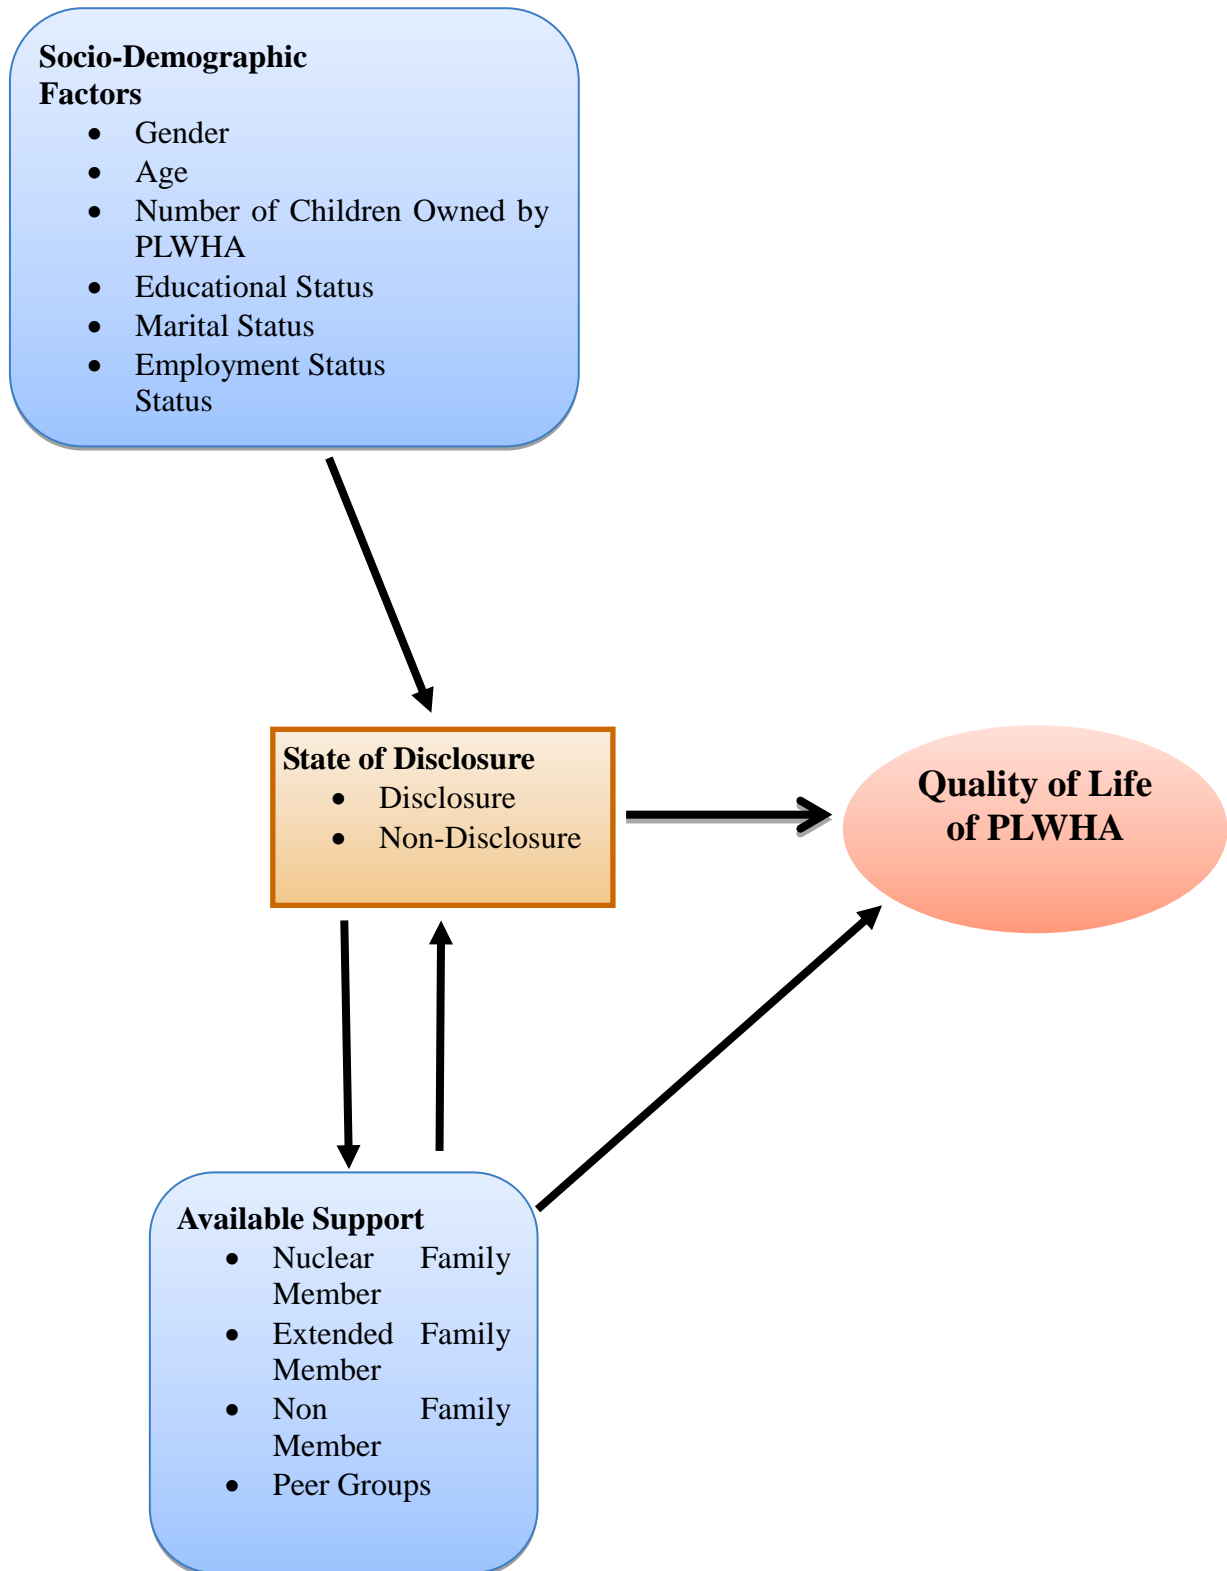 Socio-Demographic
Factors
• Gender
• Age
• Number of Children Owned by
PLWHA
• Educational Status
• Marital Status
• Employment Status
Status
State of Disclosure
• Disclosure
• Non-Disclosure
Quality of Life
of PLWHA
Available Support
• Nuclear Family
Member
• Extended Family
Member
• Non Family
Member
• Peer Groups